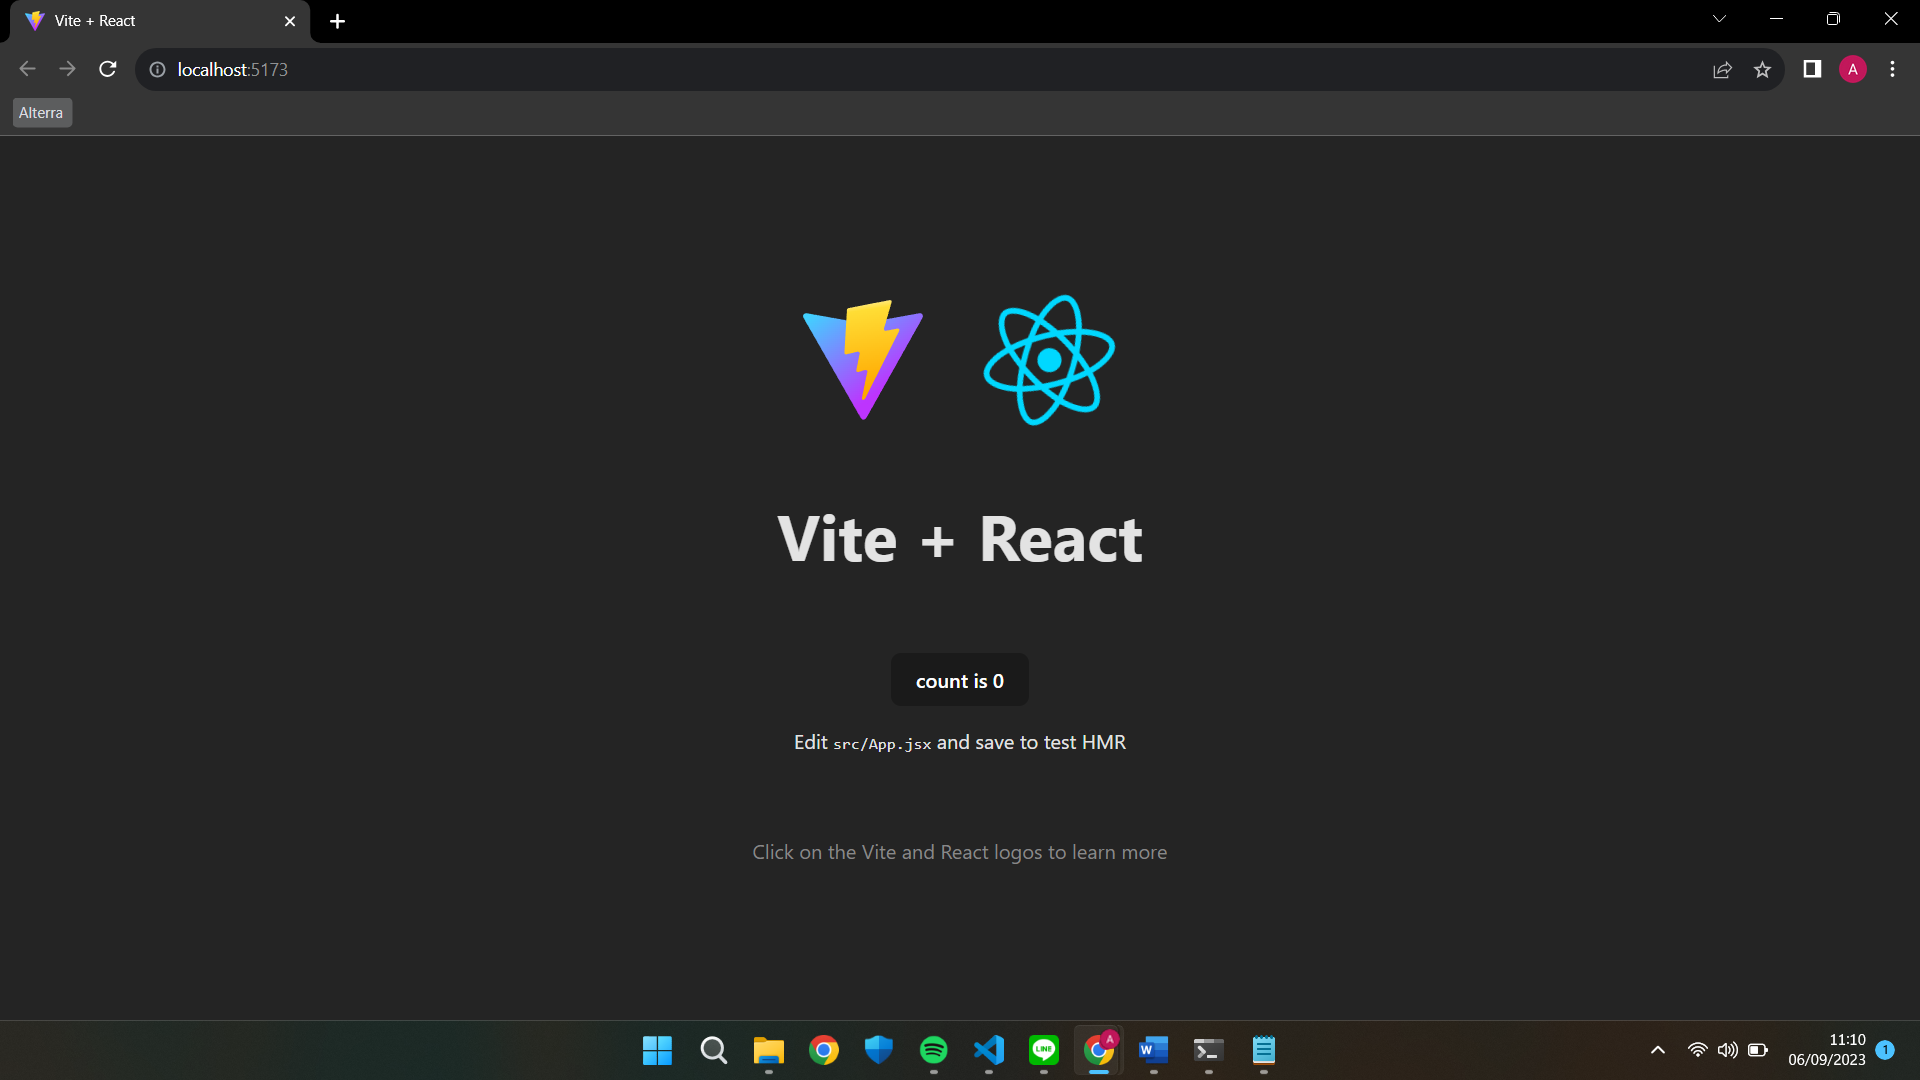 Vite + React
localhost:5173
A
Alterra
Vite + React
count is 0
Edit src/App.jsx and save to test HMR
Click on the Vite and React logos to learn more
LINE
A
W
11:10
06/09/2023
1